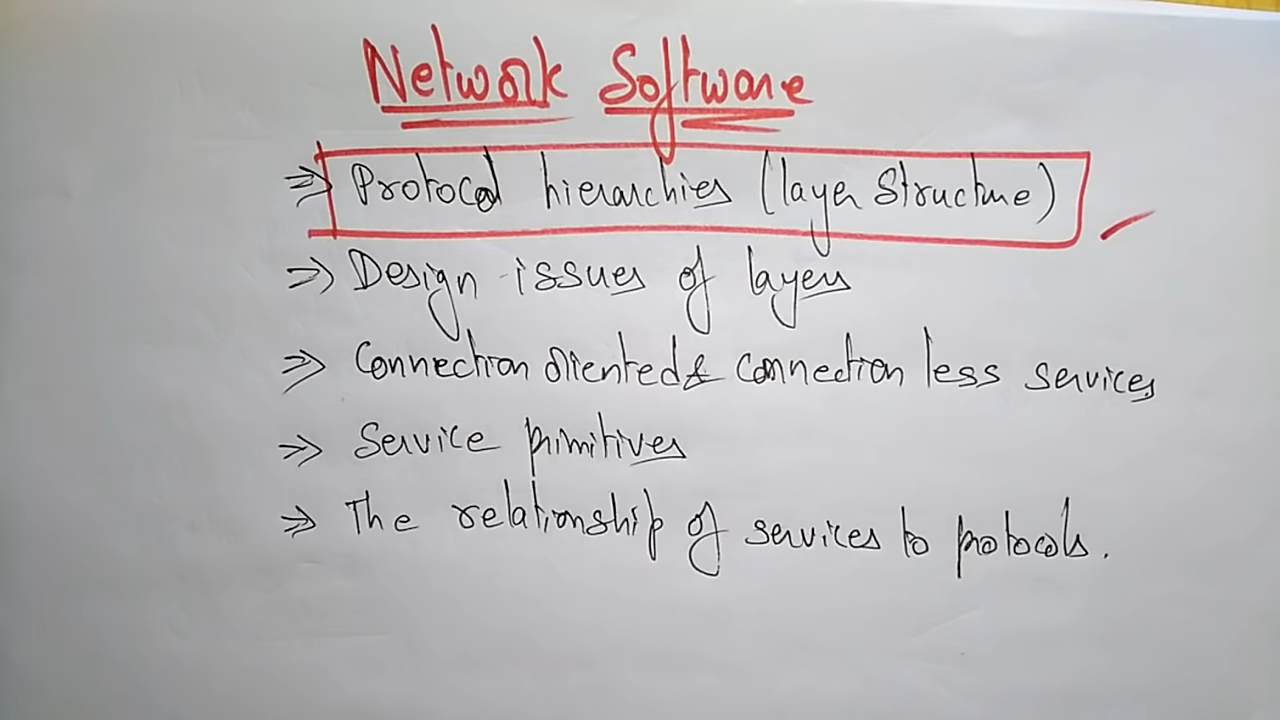 Network Software
⇒ Protocol hierarchies (layer Structure)
⇒ Design issues of layers
⇒ Connection oriented & connection less services
⇒ Service primitives
⇒ The relationship of services to protocols.